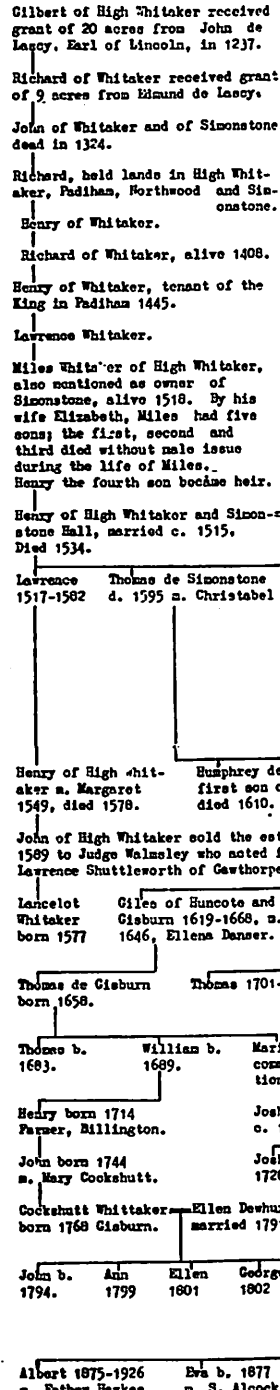 Gilbert of High Whitaker received
grant of 20 acres from John de
Lascy, Earl of Lincoln, in 1237.
Richard of Whitaker received grant
of 9 acres from Edmund de Lascy.
John of Whitaker and of Simonstone
dead in 1324.
Richard, held lands in High Whit-
aker, Padiham, Northwood and Sim-
onstone.
Henry of Whitaker.
Richard of Whitaker, alive 1408.
Henry of Whitaker, tenant of the
King in Padiham 1445.
Lawrence Whitaker.
Miles Whitaker of High Whitaker,
also mentioned as owner of
Simonstone, alive 1518. By his
wife Elizabeth, Miles had five
sons; the first, second and
third died without male issue
during the life of Miles.
Henry the fourth son became heir.
Henry of High Whitaker and Simon-=
stone Hall, married c. 1515.
Died 1534.
Lawrence Thomas de Simonstone
1517-1582 d. 1595 m. Christabel
Henry of High Whit- Humphrey de
aker m. Margaret first son
1549, died 1578. died 1610.
John of High Whitaker sold the est
1589 to Judge Walmsley who acted
Lawrence Shuttleworth of Gawthorpe
Lancelot Giles of Huncote and
Whitaker Gisburn 1619-1668, m.
born 1577 1646, Ellena Danser.
Thomas de Gisburn Thomas 1701-
born 1658.
Thomas b. William b. Mari
1683. 1689. com
tion
Henry born 1714 Josh
Farmer, Billington. c. 1
John born 1744 Josh
m. Mary Cockshutt. 172
Cockshutt Whittaker Ellen Dewhu
born 1768 Gisburn. married 179
John b. Ann Ellen George
1794. 1799 1801 1802
Albert 1875-1926 Eva b. 1877
m. Esther Haskes m. S. Alcock